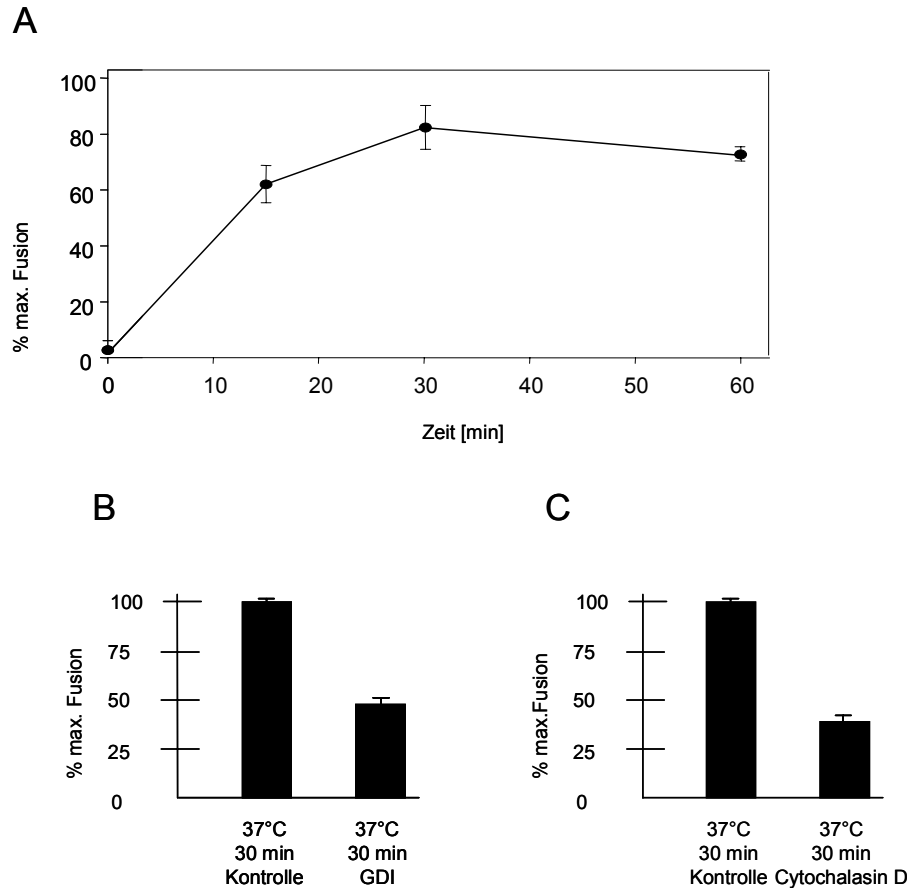 A
100
80
60
40
20
0
% max. Fusion
0 10 20 30 40 50 60
Zeit [min]
B
100
75
50
25
0
% max. Fusion
37°C 37°C
30 min 30 min
Kontrolle GDI
C
100
75
50
25
0
% max.Fusion
37°C 37°C
30 min 30 min
Kontrolle Cytochalasin D